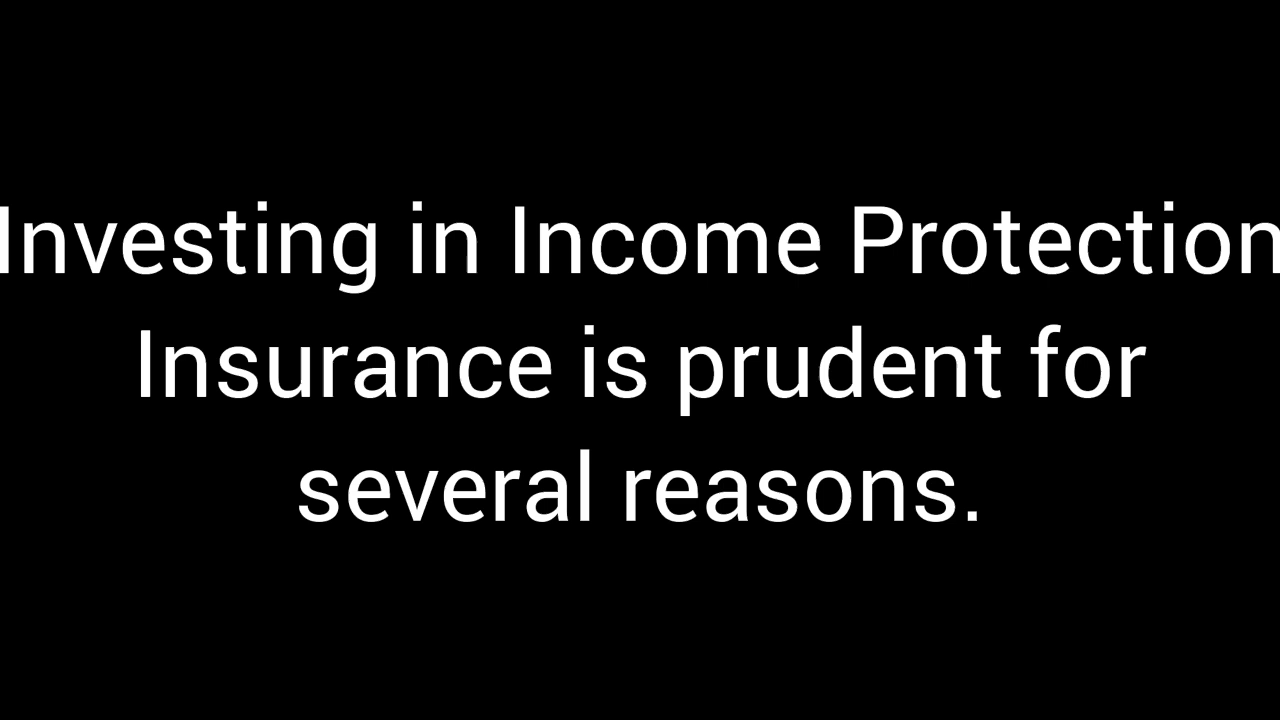 Investing in Income Protection
Insurance is prudent for
several reasons.